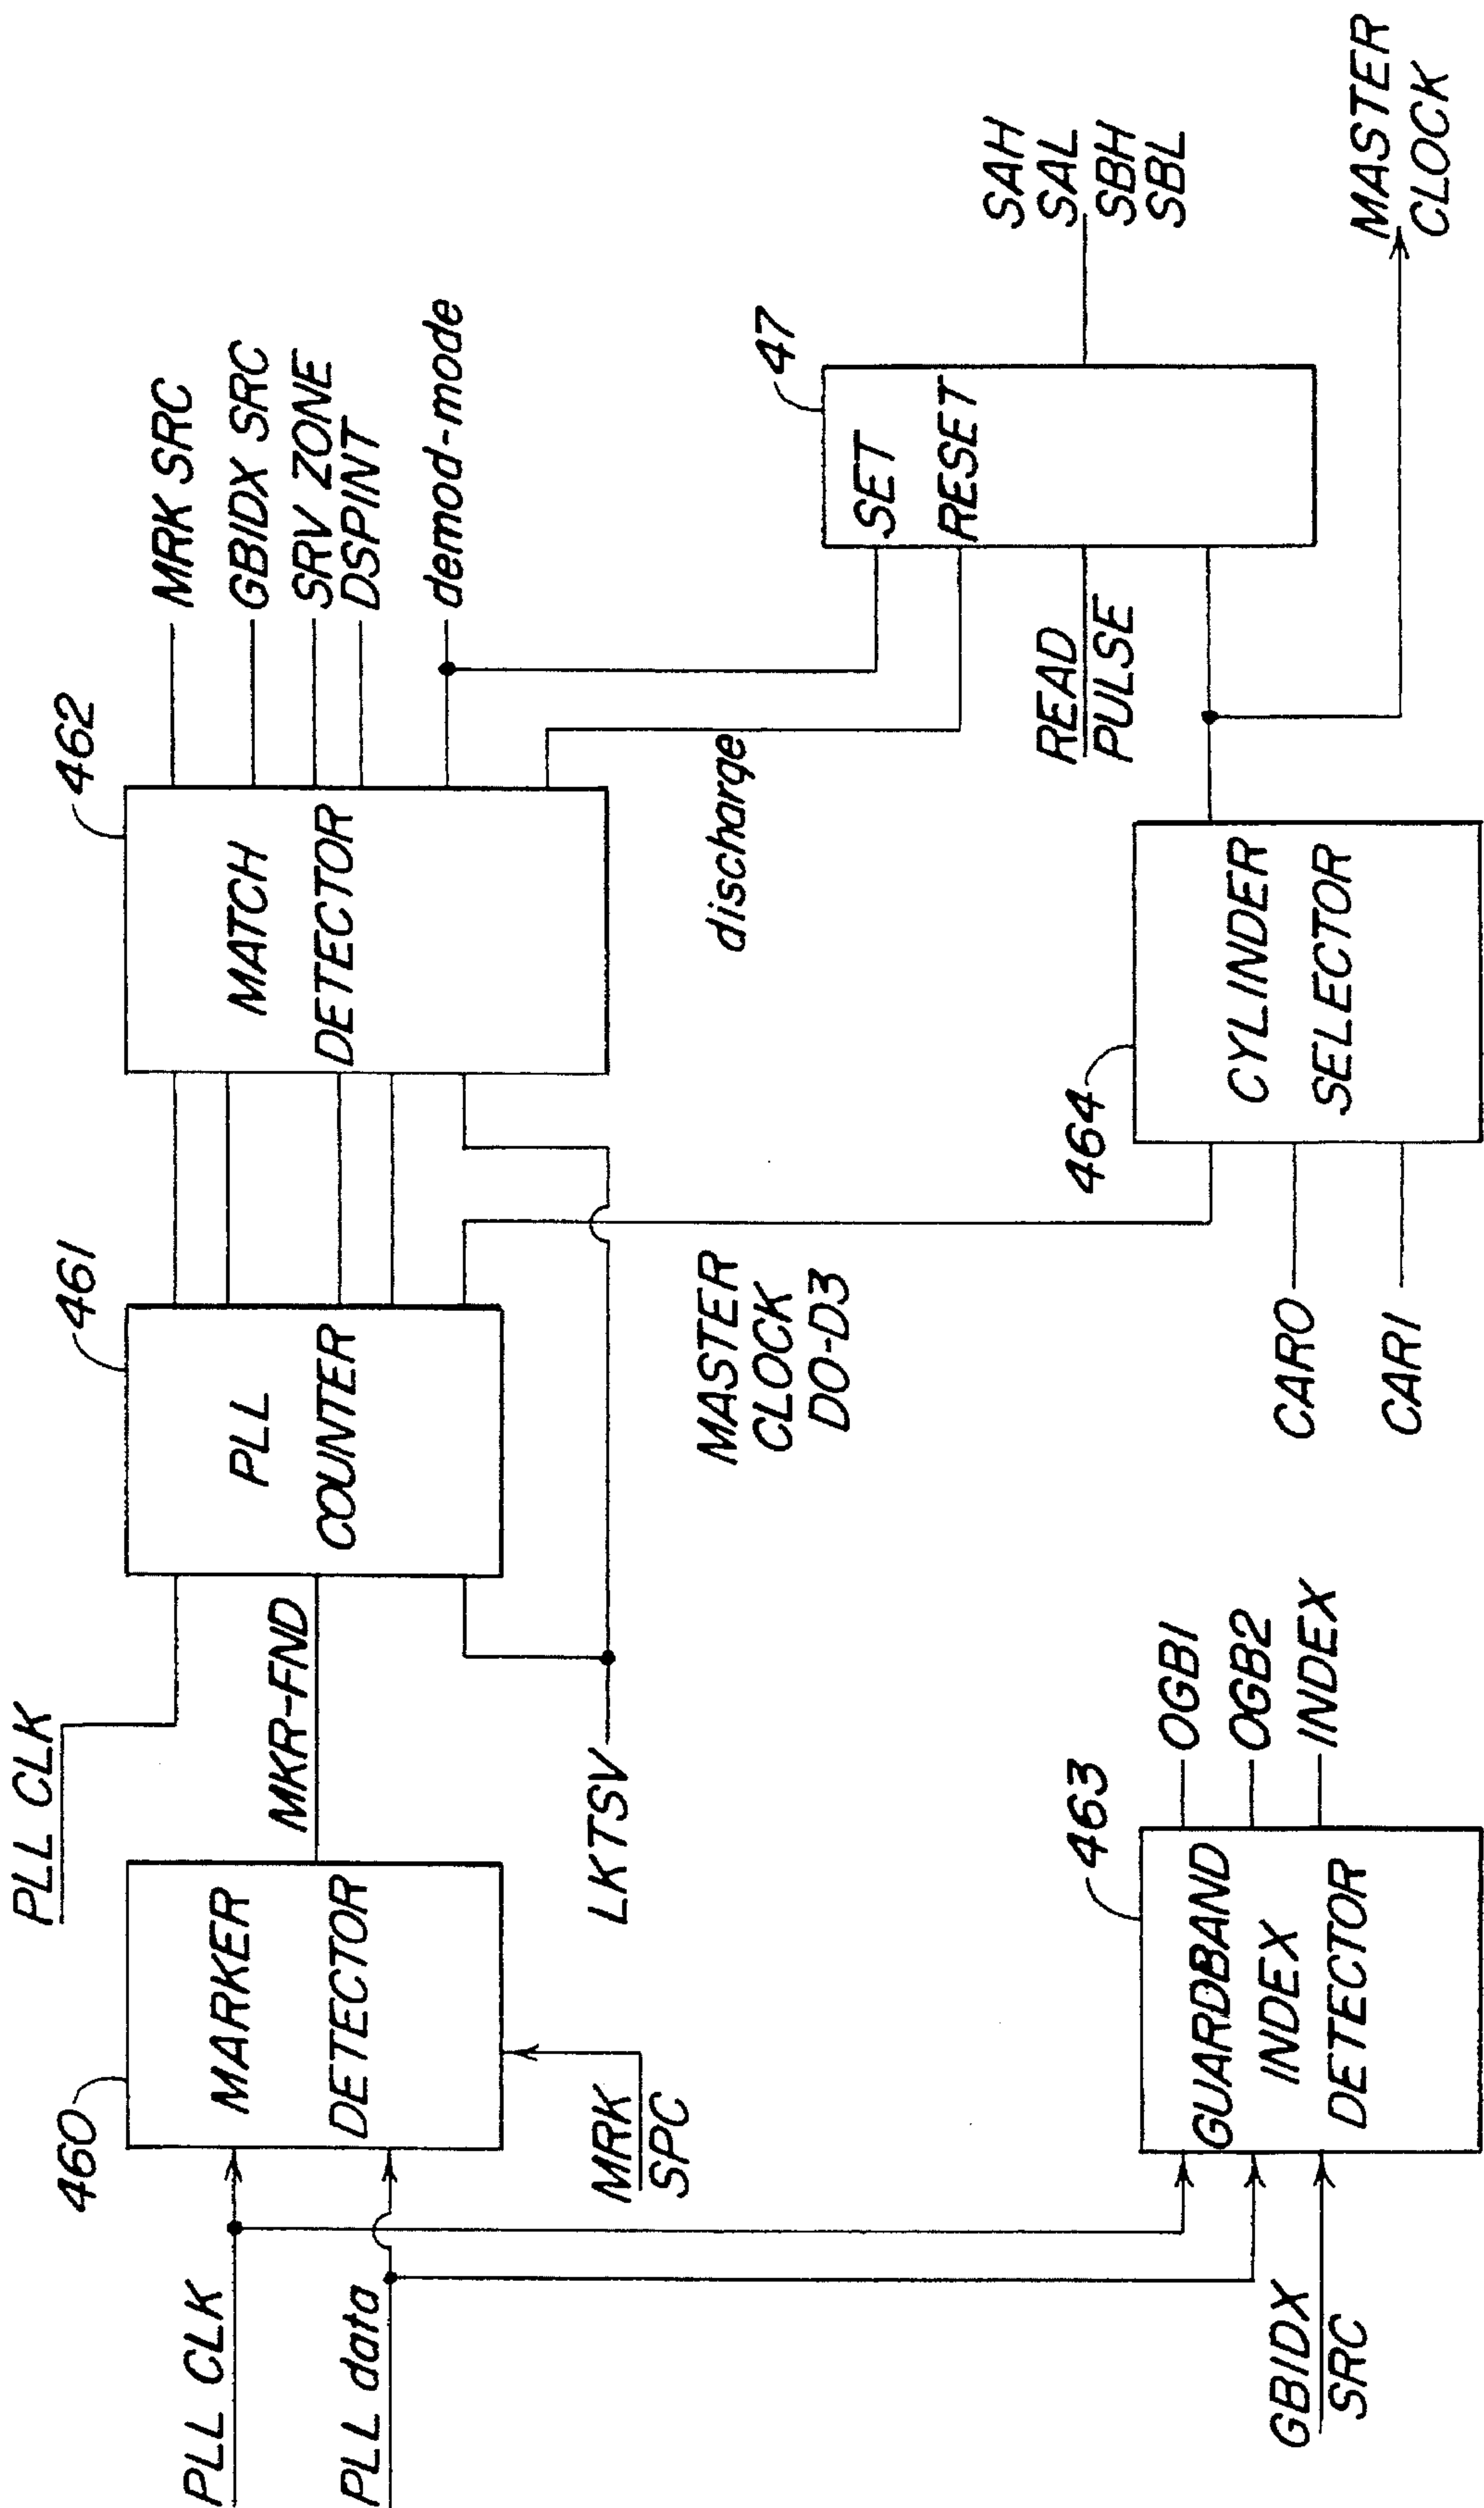 PLL CLK
PLL data
460
MARKER
DETECTOR
MRK
SPC
PLL CLK
MKR-FND
LKTSV
461
PLL
COUNTER
MASTER
CLOCK
D0-D3
462
MATCH
DETECTOR
MRK SRC
GBIDX SRC
SRV ZONE
DSPINT
demod-mode
discharge
GBIDX
SRC
463
GUARDBAND
INDEX
DETECTOR
OGB1
OGB2
INDEX
CAR0
CAR1
464
CYLINDER
SELECTOR
READ
PULSE
47
SET
RESET
SAH
SAL
SBH
SBL
MASTER
CLOCK